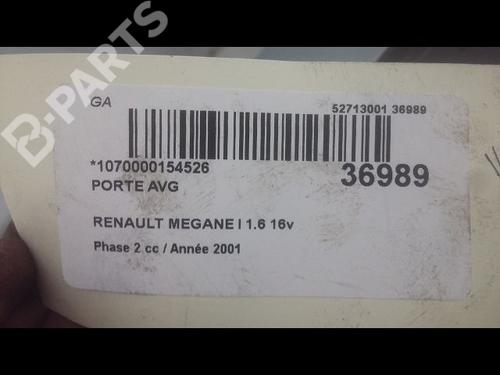 B-PARTS
GA
52713001 36989
*1070000154526
36989
PORTE AVG
RENAULT MEGANE I 1.6 16v
Phase 2 cc / Année 2001